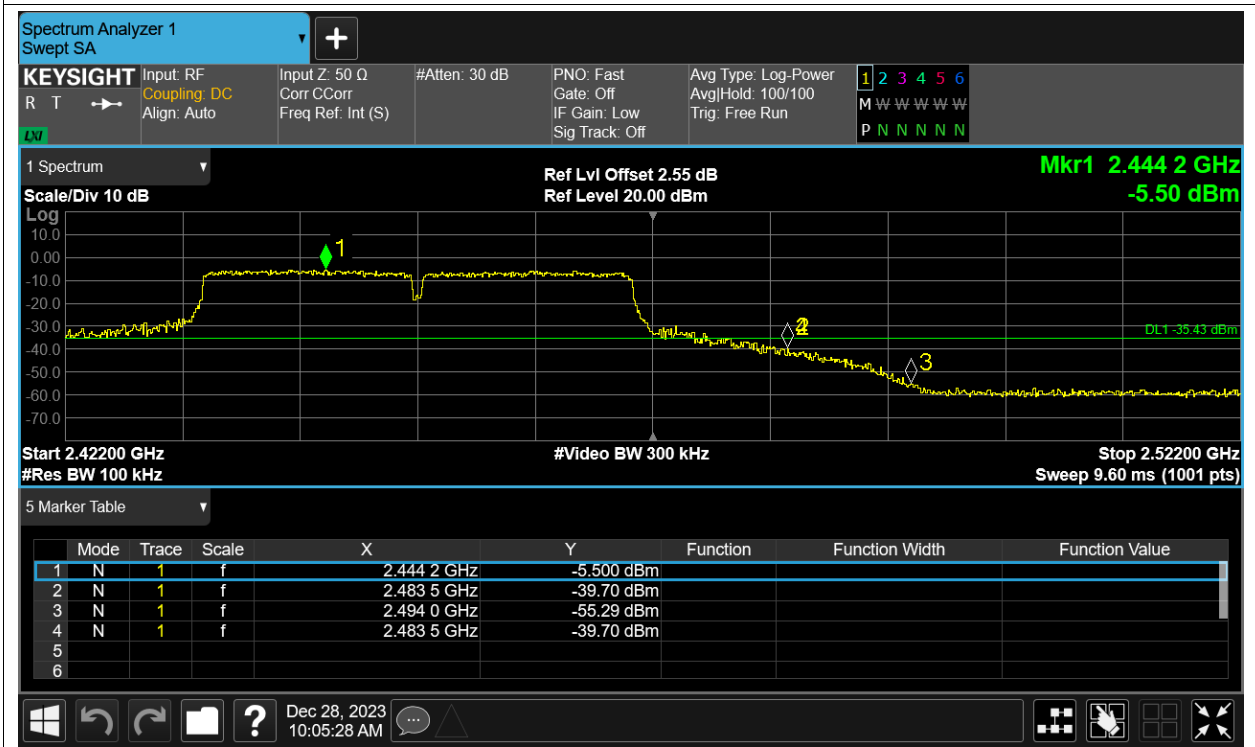 Spectrum Analyzer 1
Swept SA
+
KEYSIGHT Input: RF Input Z: 50 Ω #Atten: 30 dB PNO: Fast Avg Type: Log-Power 1 2 3 4 5 6
R T Coupling: DC Corr CCorr Gate: Off Avg|Hold: 100/100 M W W W W W
Align: Auto Freq Ref: Int (S) IF Gain: Low Trig: Free Run
LXI Sig Track: Off P N N N N N
1 Spectrum Ref Lvl Offset 2.55 dB Mkr1 2.444 2 GHz
Scale/Div 10 dB Ref Level 20.00 dBm -5.50 dBm
Log
10.0
0.00
-10.0
-20.0
-30.0
-40.0
-50.0
-60.0
-70.0
1
2
3
DL1 -35.43 dBm
Start 2.42200 GHz #Video BW 300 kHz Stop 2.52200 GHz
#Res BW 100 kHz Sweep 9.60 ms (1001 pts)
5 Marker Table
Mode Trace Scale X Y Function Function Width Function Value
1 N 1 f 2.444 2 GHz -5.500 dBm
2 N 1 f 2.483 5 GHz -39.70 dBm
3 N 1 f 2.494 0 GHz -55.29 dBm
4 N 1 f 2.483 5 GHz -39.70 dBm
5
6
? Dec 28, 2023
10:05:28 AM